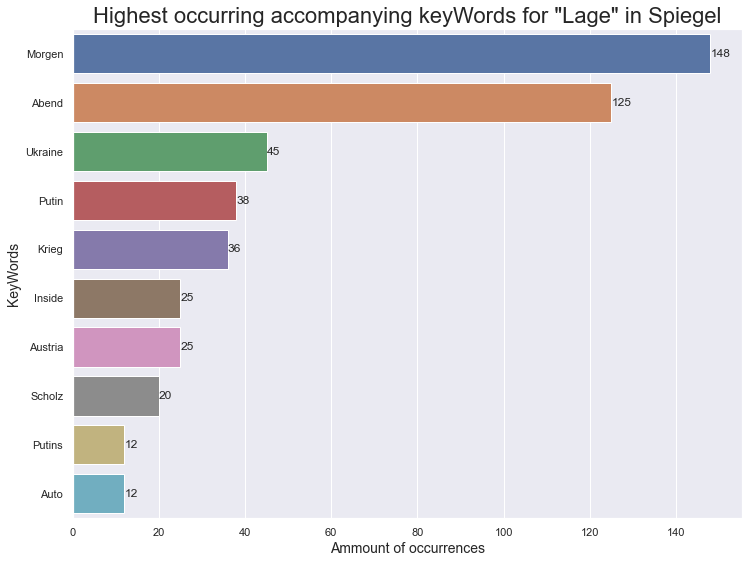 Highest occurring accompanying keyWords for "Lage" in Spiegel
KeyWords
Morgen 148
Abend 125
Ukraine 45
Putin 38
Krieg 36
Inside 25
Austria 25
Scholz 20
Putins 12
Auto 12
0 20 40 60 80 100 120 140
Ammount of occurrences